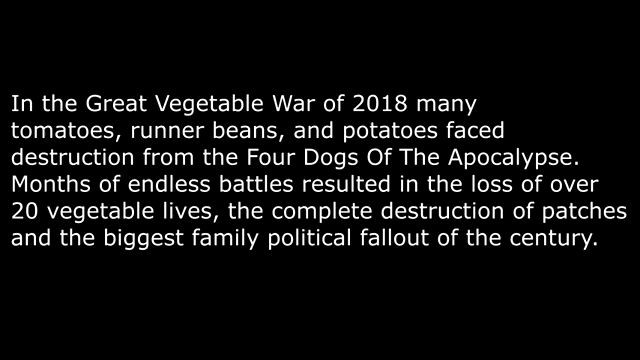 In the Great Vegetable War of 2018 many
tomatoes, runner beans, and potatoes faced
destruction from the Four Dogs Of The Apocalypse.
Months of endless battles resulted in the loss of over
20 vegetable lives, the complete destruction of patches
and the biggest family political fallout of the century.